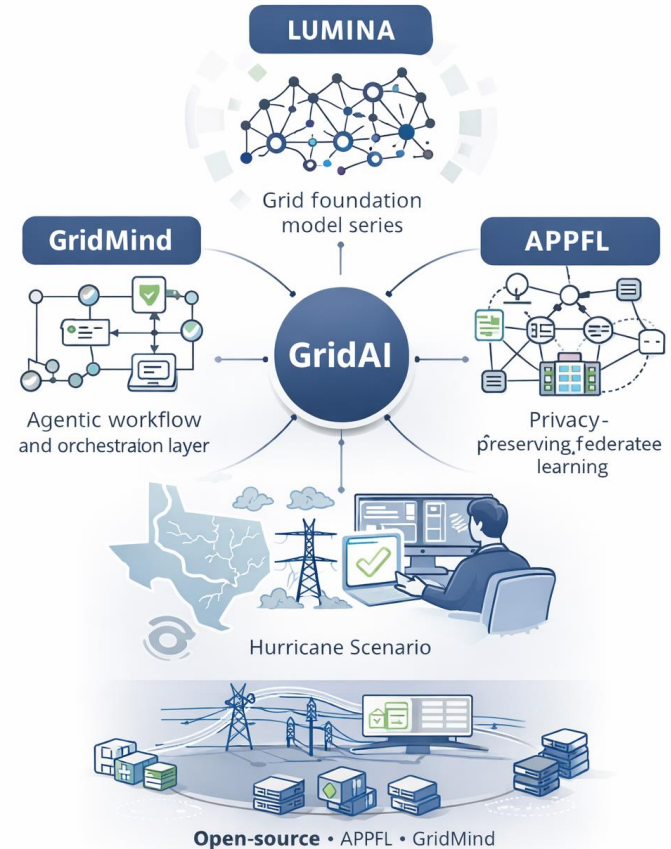 LUMINA
Grid foundation
model series
GridMind
APPFL
GridAI
Agentic workflow
and orchestraion layer
Privacy-
preserving federatee
learning
Hurricane Scenario
Open-source • APPFL • GridMind